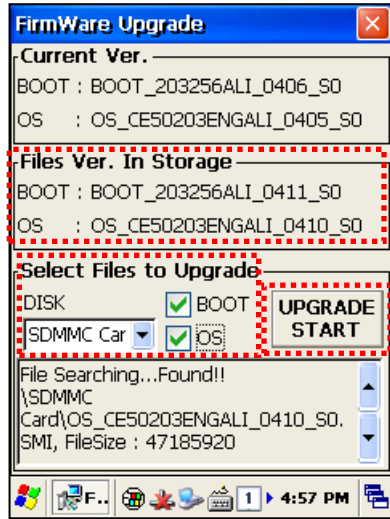 FirmWare Upgrade
Current Ver.
BOOT : BOOT_203256ALI_0406_S0
OS : OS_CE50203ENGALI_0405_S0
Files Ver. In Storage
BOOT : BOOT_203256ALI_0411_S0
OS : OS_CE50203ENGALI_0410_S0
Select Files to Upgrade
DISK
BOOT
SDMMC Car
OS
UPGRADE
START
File Searching...Found!!
\SDMMC
Card\OS_CE50203ENGALI_0410_S0.
SMI, FileSize : 47185920
F..
1
4:57 PM